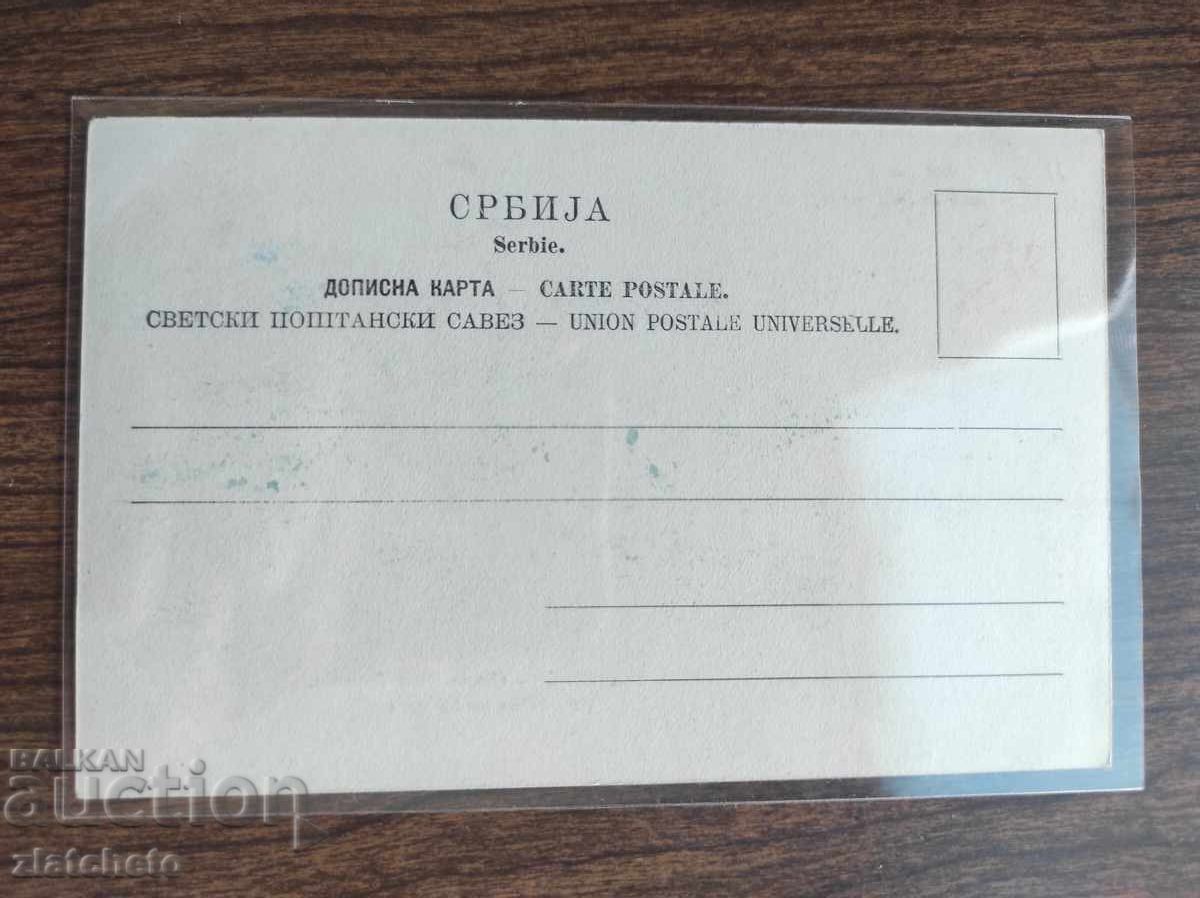 СРБИЈА
Serbie.
ДОПИСНА КАРТА — CARTE POSTALE.
СВЕТСКИ ПОШТАНСКИ САВЕЗ — UNION POSTALE UNIVERSELLE.
BALKAN
auction
zlatcheto